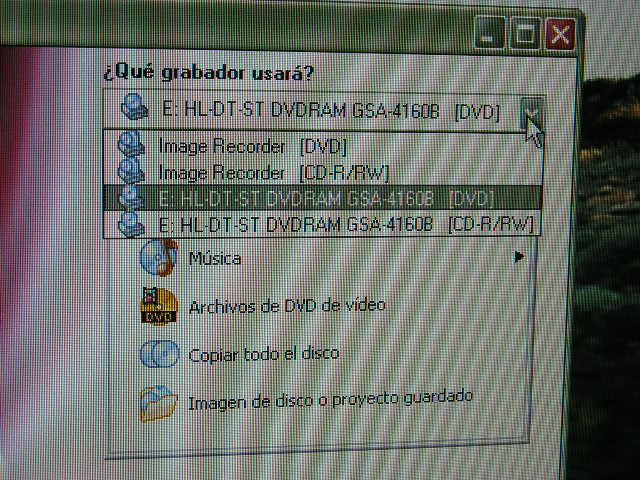 ¿Qué grabador usará?
E: HL-DT-ST DVDRAM GSA-4160B [DVD]
Image Recorder [DVD]
Image Recorder [CD-R/RW]
E: HL-DT-ST DVDRAM GSA-4160B [DVD]
E: HL-DT-ST DVDRAM GSA-4160B [CD-R/RW]
Música
DVD
Archivos de DVD de vídeo
Copiar todo el disco
Imagen de disco o proyecto guardado